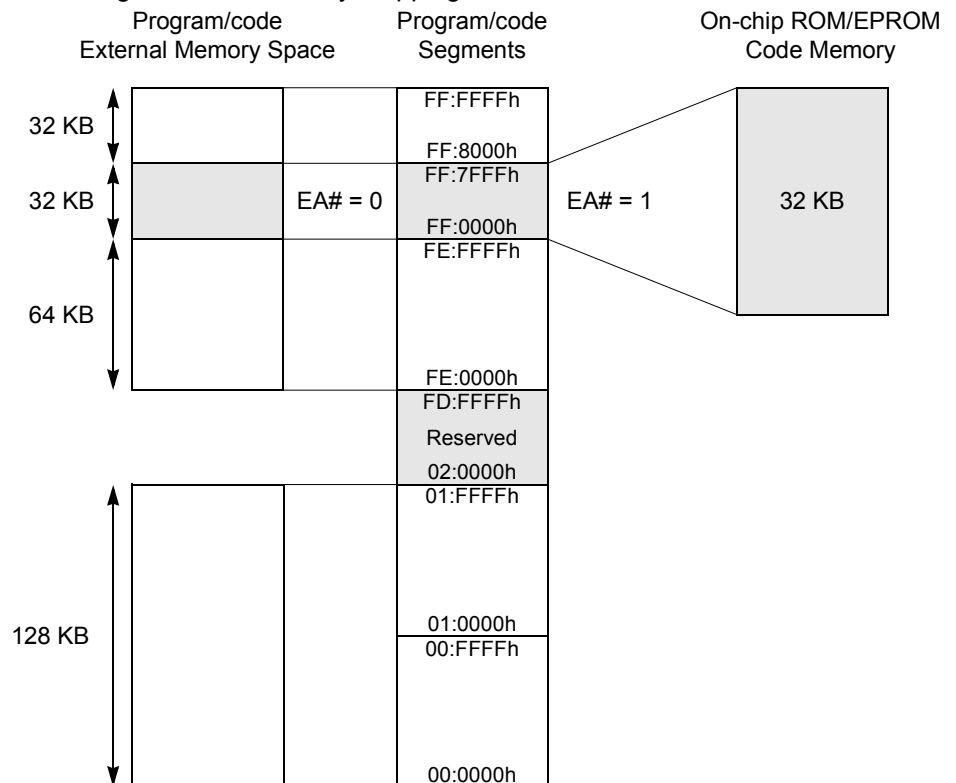 Program/code
External Memory Space
Program/code
Segments
On-chip ROM/EPROM
Code Memory
32 KB
FF:FFFFh
FF:8000h
32 KB
EA# = 0
FF:7FFFh
FF:0000h
EA# = 1
32 KB
64 KB
FE:FFFFh
FE:0000h
FD:FFFFh
Reserved
02:0000h
128 KB
01:FFFFh
01:0000h
00:FFFFh
00:0000h